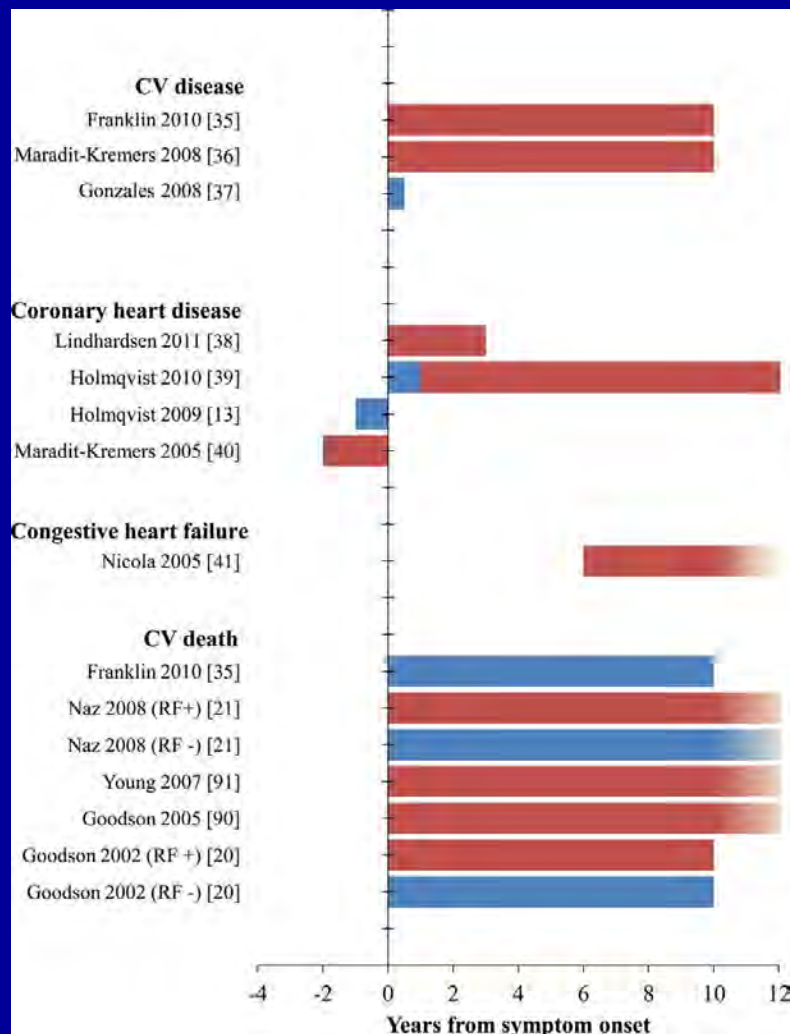 CV disease
Franklin 2010 [35]
Maradit-Kremers 2008 [36]
Gonzales 2008 [37]
Coronary heart disease
Lindhardsen 2011 [38]
Holmqvist 2010 [39]
Holmqvist 2009 [13]
Maradit-Kremers 2005 [40]
Congestive heart failure
Nicola 2005 [41]
CV death
Franklin 2010 [35]
Naz 2008 (RF+) [21]
Naz 2008 (RF -) [21]
Young 2007 [91]
Goodson 2005 [90]
Goodson 2002 (RF +) [20]
Goodson 2002 (RF -) [20]
-4 -2 0 2 4 6 8 10 12
Years from symptom onset